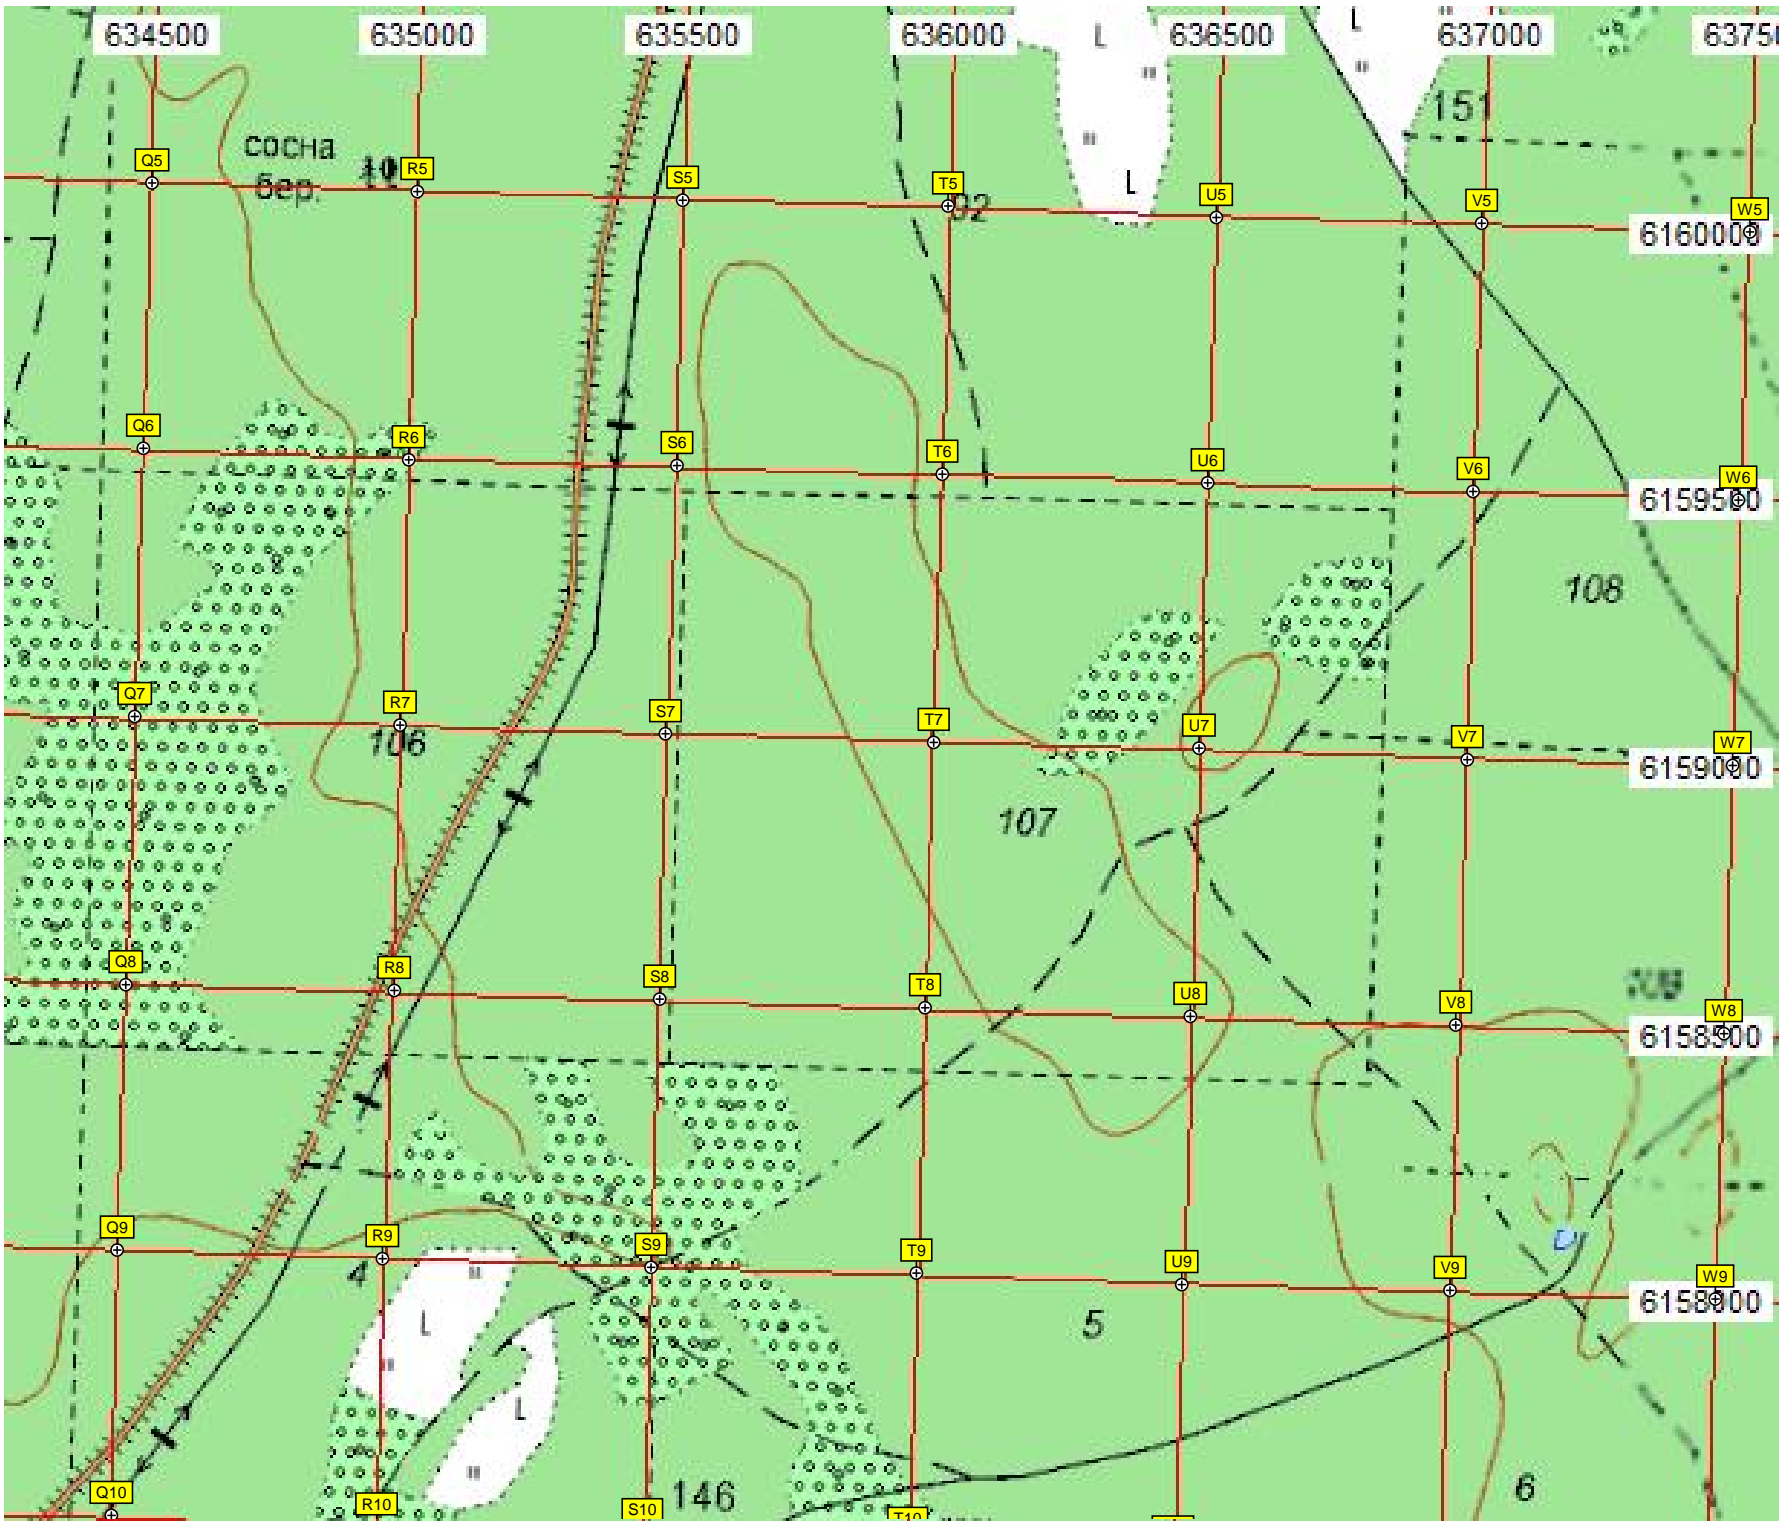 634500 635000 635500 636000 636500 637000 63750
L
L
151
сосна
бер.
Q5 R5 S5 T5 U5 V5 W5
92
L
6160000
Q6 R6 S6 T6 U6 V6 W6
6159500
108
Q7 R7 S7 T7 U7 V7 W7
106
6159000
107
Q8 R8 S8 T8 U8 V8 W8
6158500
Q9 R9 S9 T9 U9 V9 W9
4
6158000
L
5
L
Q10 R10 S10 T10
146
6